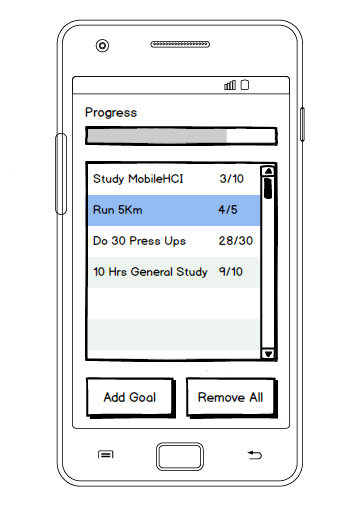 Progress
Study MobileHCI 3/10
Run 5Km 4/5
Do 30 Press Ups 28/30
10 Hrs General Study 9/10
Add Goal Remove All